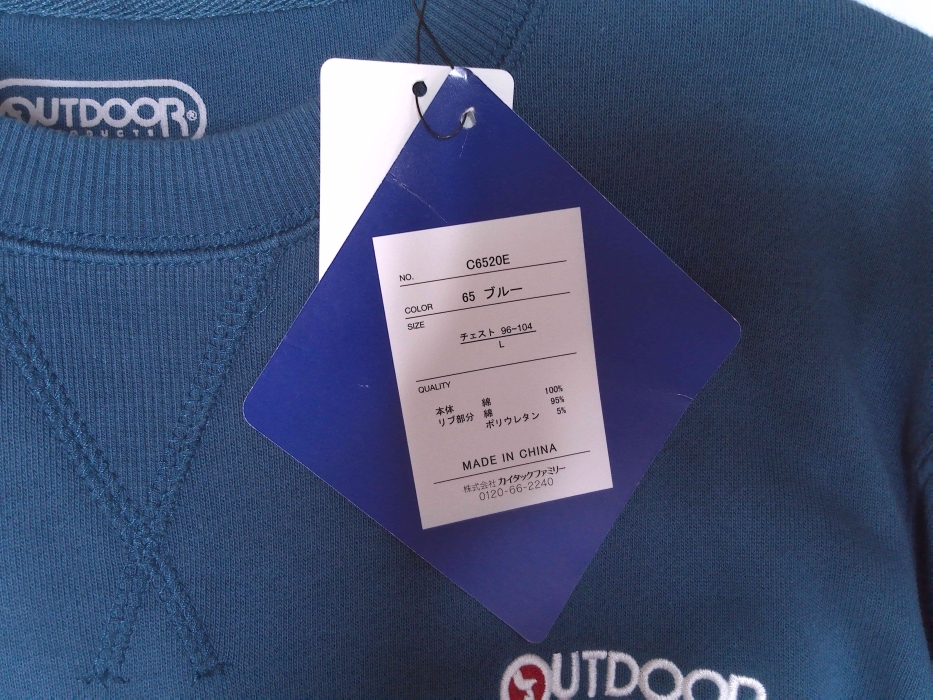 OUTDOOR®
PRODUCTS
NO. C6520E
COLOR 65 ブルー
SIZE
チェスト 96-104
L
QUALITY
本体 綿 100%
リブ部分 綿 95%
ポリウレタン 5%
MADE IN CHINA
株式会社 カイタックファミリー
0120-66-2240
OUTDOOR